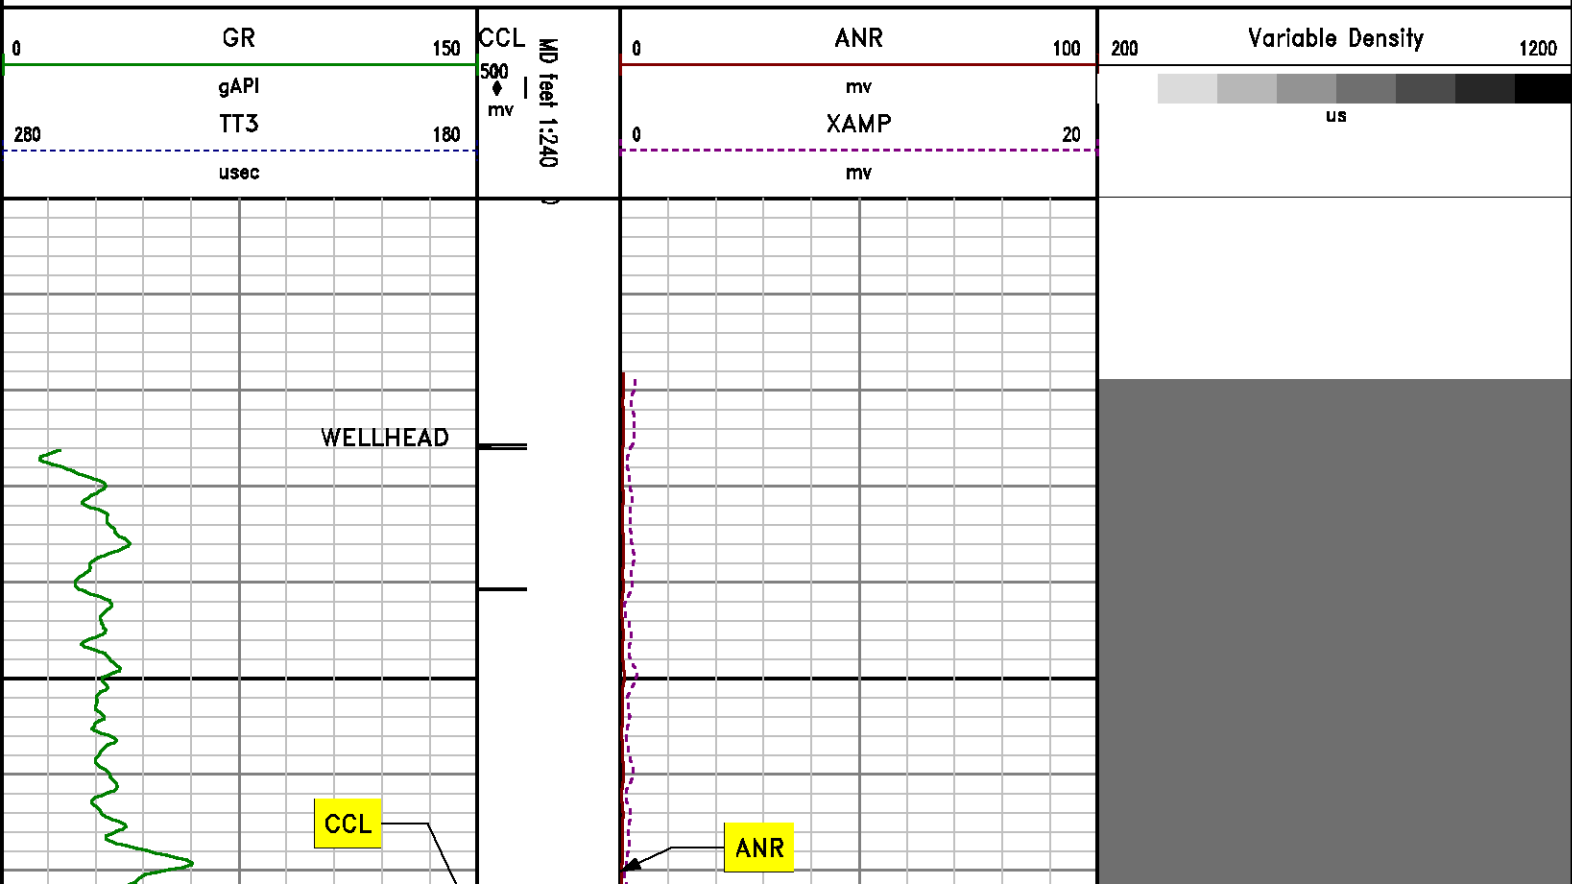 GR
0 150
gAPI
TT3
280 180
usec
CCL
500
mv
MD feet 1:240
ANR
0 100
mv
XAMP
0 20
mv
Variable Density
200 1200
us
WELLHEAD
CCL
ANR